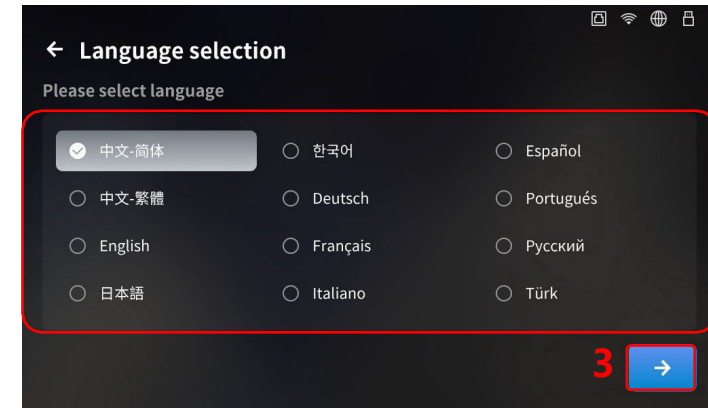 ← Language selection
Please select language
中文-简体
한국어
Español
中文-繁體
Deutsch
Portugués
English
Français
Русский
日本語
Italiano
Türk
3 →